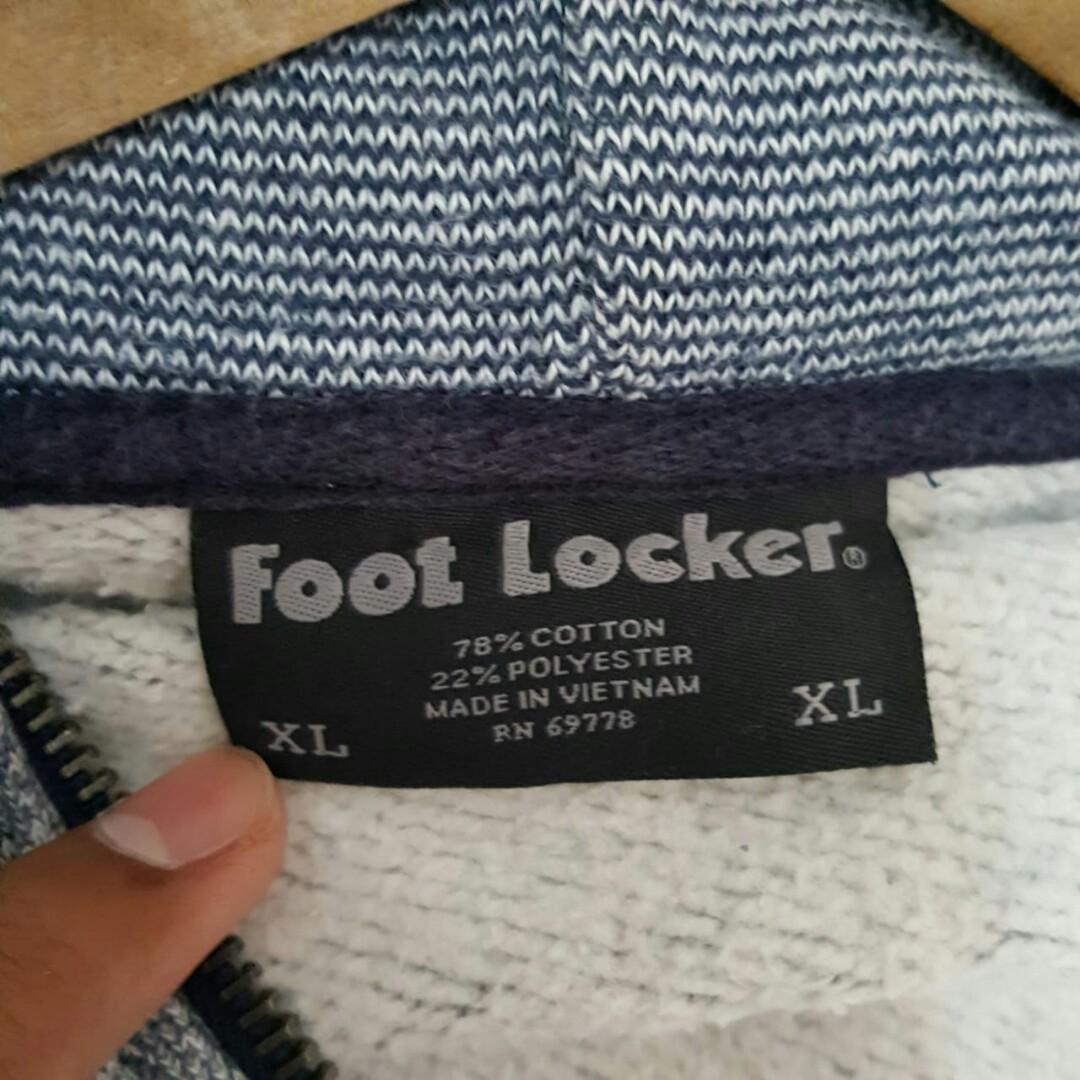 Foot Locker®
78% COTTON
22% POLYESTER
MADE IN VIETNAM
RN 69778
XL XL